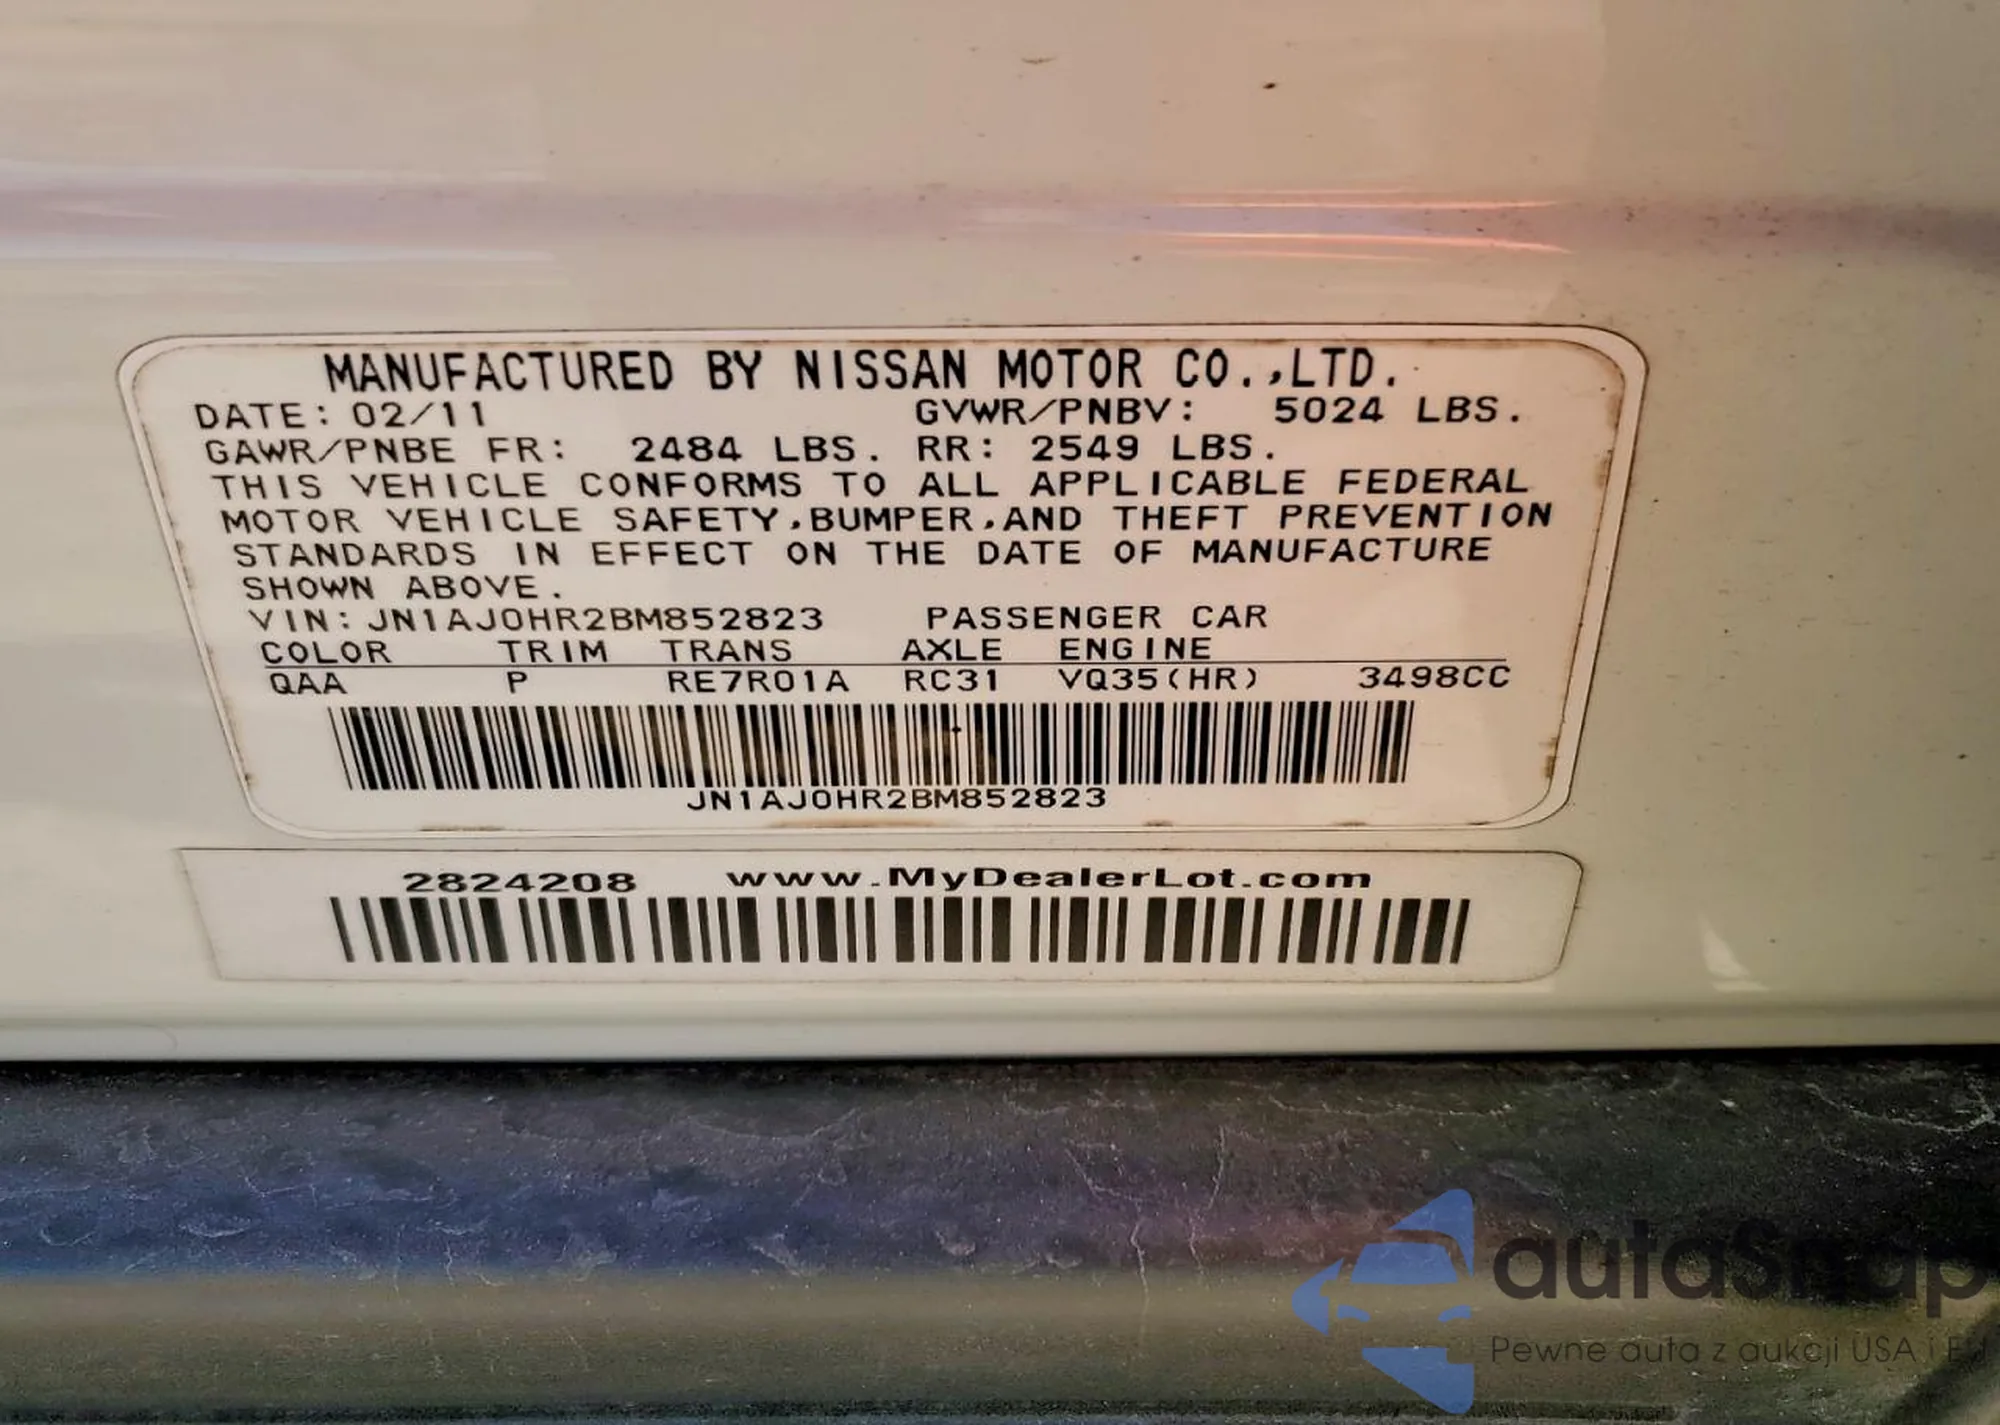 MANUFACTURED BY NISSAN MOTOR CO.,LTD.
DATE: 02/11 GVWR/PNBV: 5024 LBS.
GAWR/PNBE FR: 2484 LBS. RR: 2549 LBS.
THIS VEHICLE CONFORMS TO ALL APPLICABLE FEDERAL
MOTOR VEHICLE SAFETY,BUMPER,AND THEFT PREVENTION
STANDARDS IN EFFECT ON THE DATE OF MANUFACTURE
SHOWN ABOVE.
VIN: JN1AJ0HR2BM852823 PASSENGER CAR
COLOR TRIM TRANS AXLE ENGINE
QAA P RE7R01A RC31 VQ35(HR) 3498CC
JN1AJ0HR2BM852823
2824208 www.MyDealerLot.com
autaSnap
Pewne auta z aukcji USA i EU